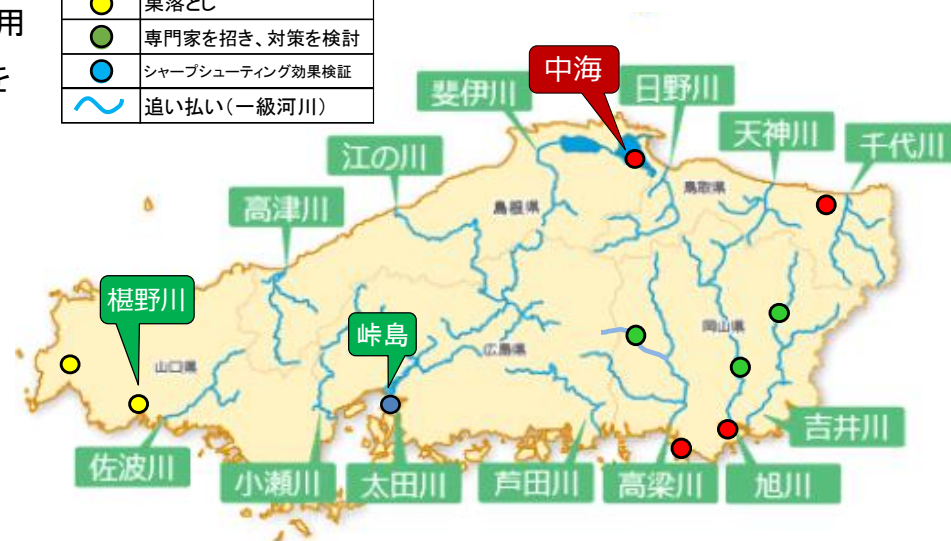 用
を
巣落とし
専門家を招き、対策を検討
シャープシューティング効果検証
追い払い(一級河川)
中海
斐伊川
日野川
天神川
千代川
江の川
高津川
島根県
鳥取県
椹野川
峠島
山口県
広島県
岡山県
佐波川
小瀬川
太田川
芦田川
高梁川
旭川
吉井川